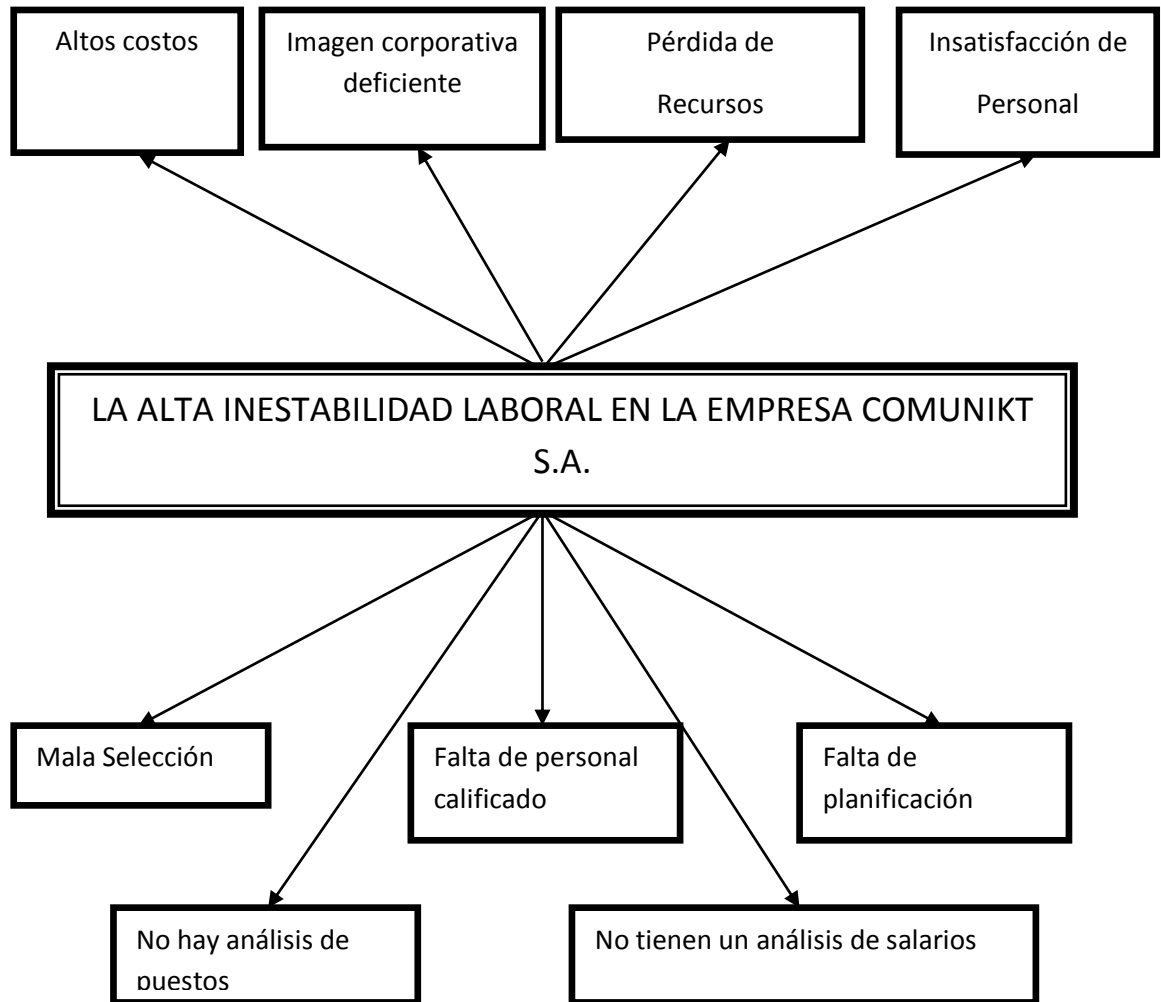 Altos costos
Imagen corporativa
deficiente
Pérdida de
Recursos
Insatisfacción de
Personal
LA ALTA INESTABILIDAD LABORAL EN LA EMPRESA COMUNIKT
S.A.
Mala Selección
Falta de personal
calificado
Falta de
planificación
No hay análisis de
puestos
No tienen un análisis de salarios